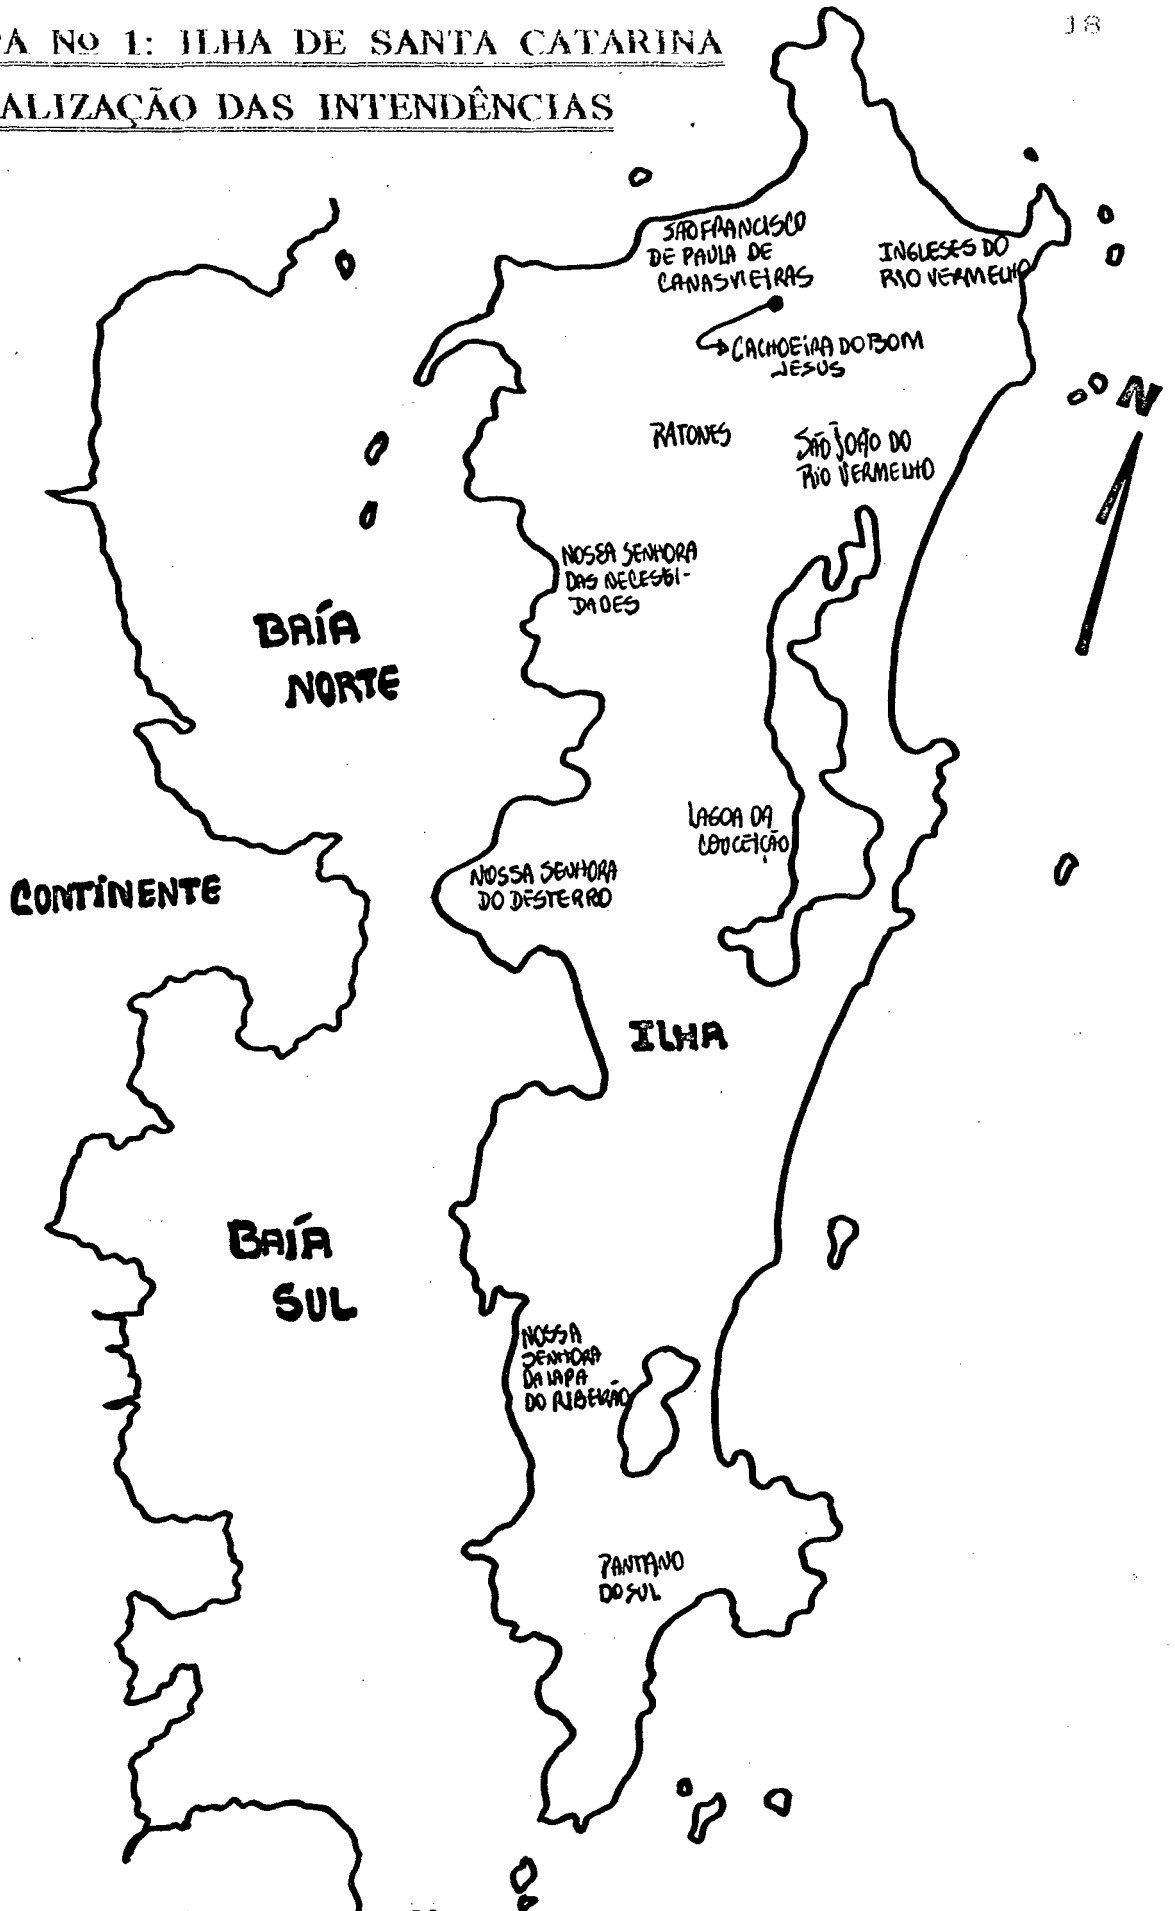 A Nº 1: ILHA DE SANTA CATARINA
18
ALIZAÇÃO DAS INTENDÊNCIAS
SÃO FRANCISCO
DE PAULA DE
CANASVIEIRAS
INGLESES DO
RIO VERMELHO
CACHOEIRA DO BOM
JESUS
N
RATONES
SÃO JOÃO DO
RIO VERMELHO
NOSSA SENHORA
DAS NECESSI-
DADES
BAÍA
NORTE
LAGOA DA
CONCEIÇÃO
CONTINENTE
NOSSA SENHORA
DO DESTERRO
ILHA
BAÍA
SUL
NOSSA
SENHORA
DA LAPA
DO RIBEIRÃO
PANTANO
DO SUL